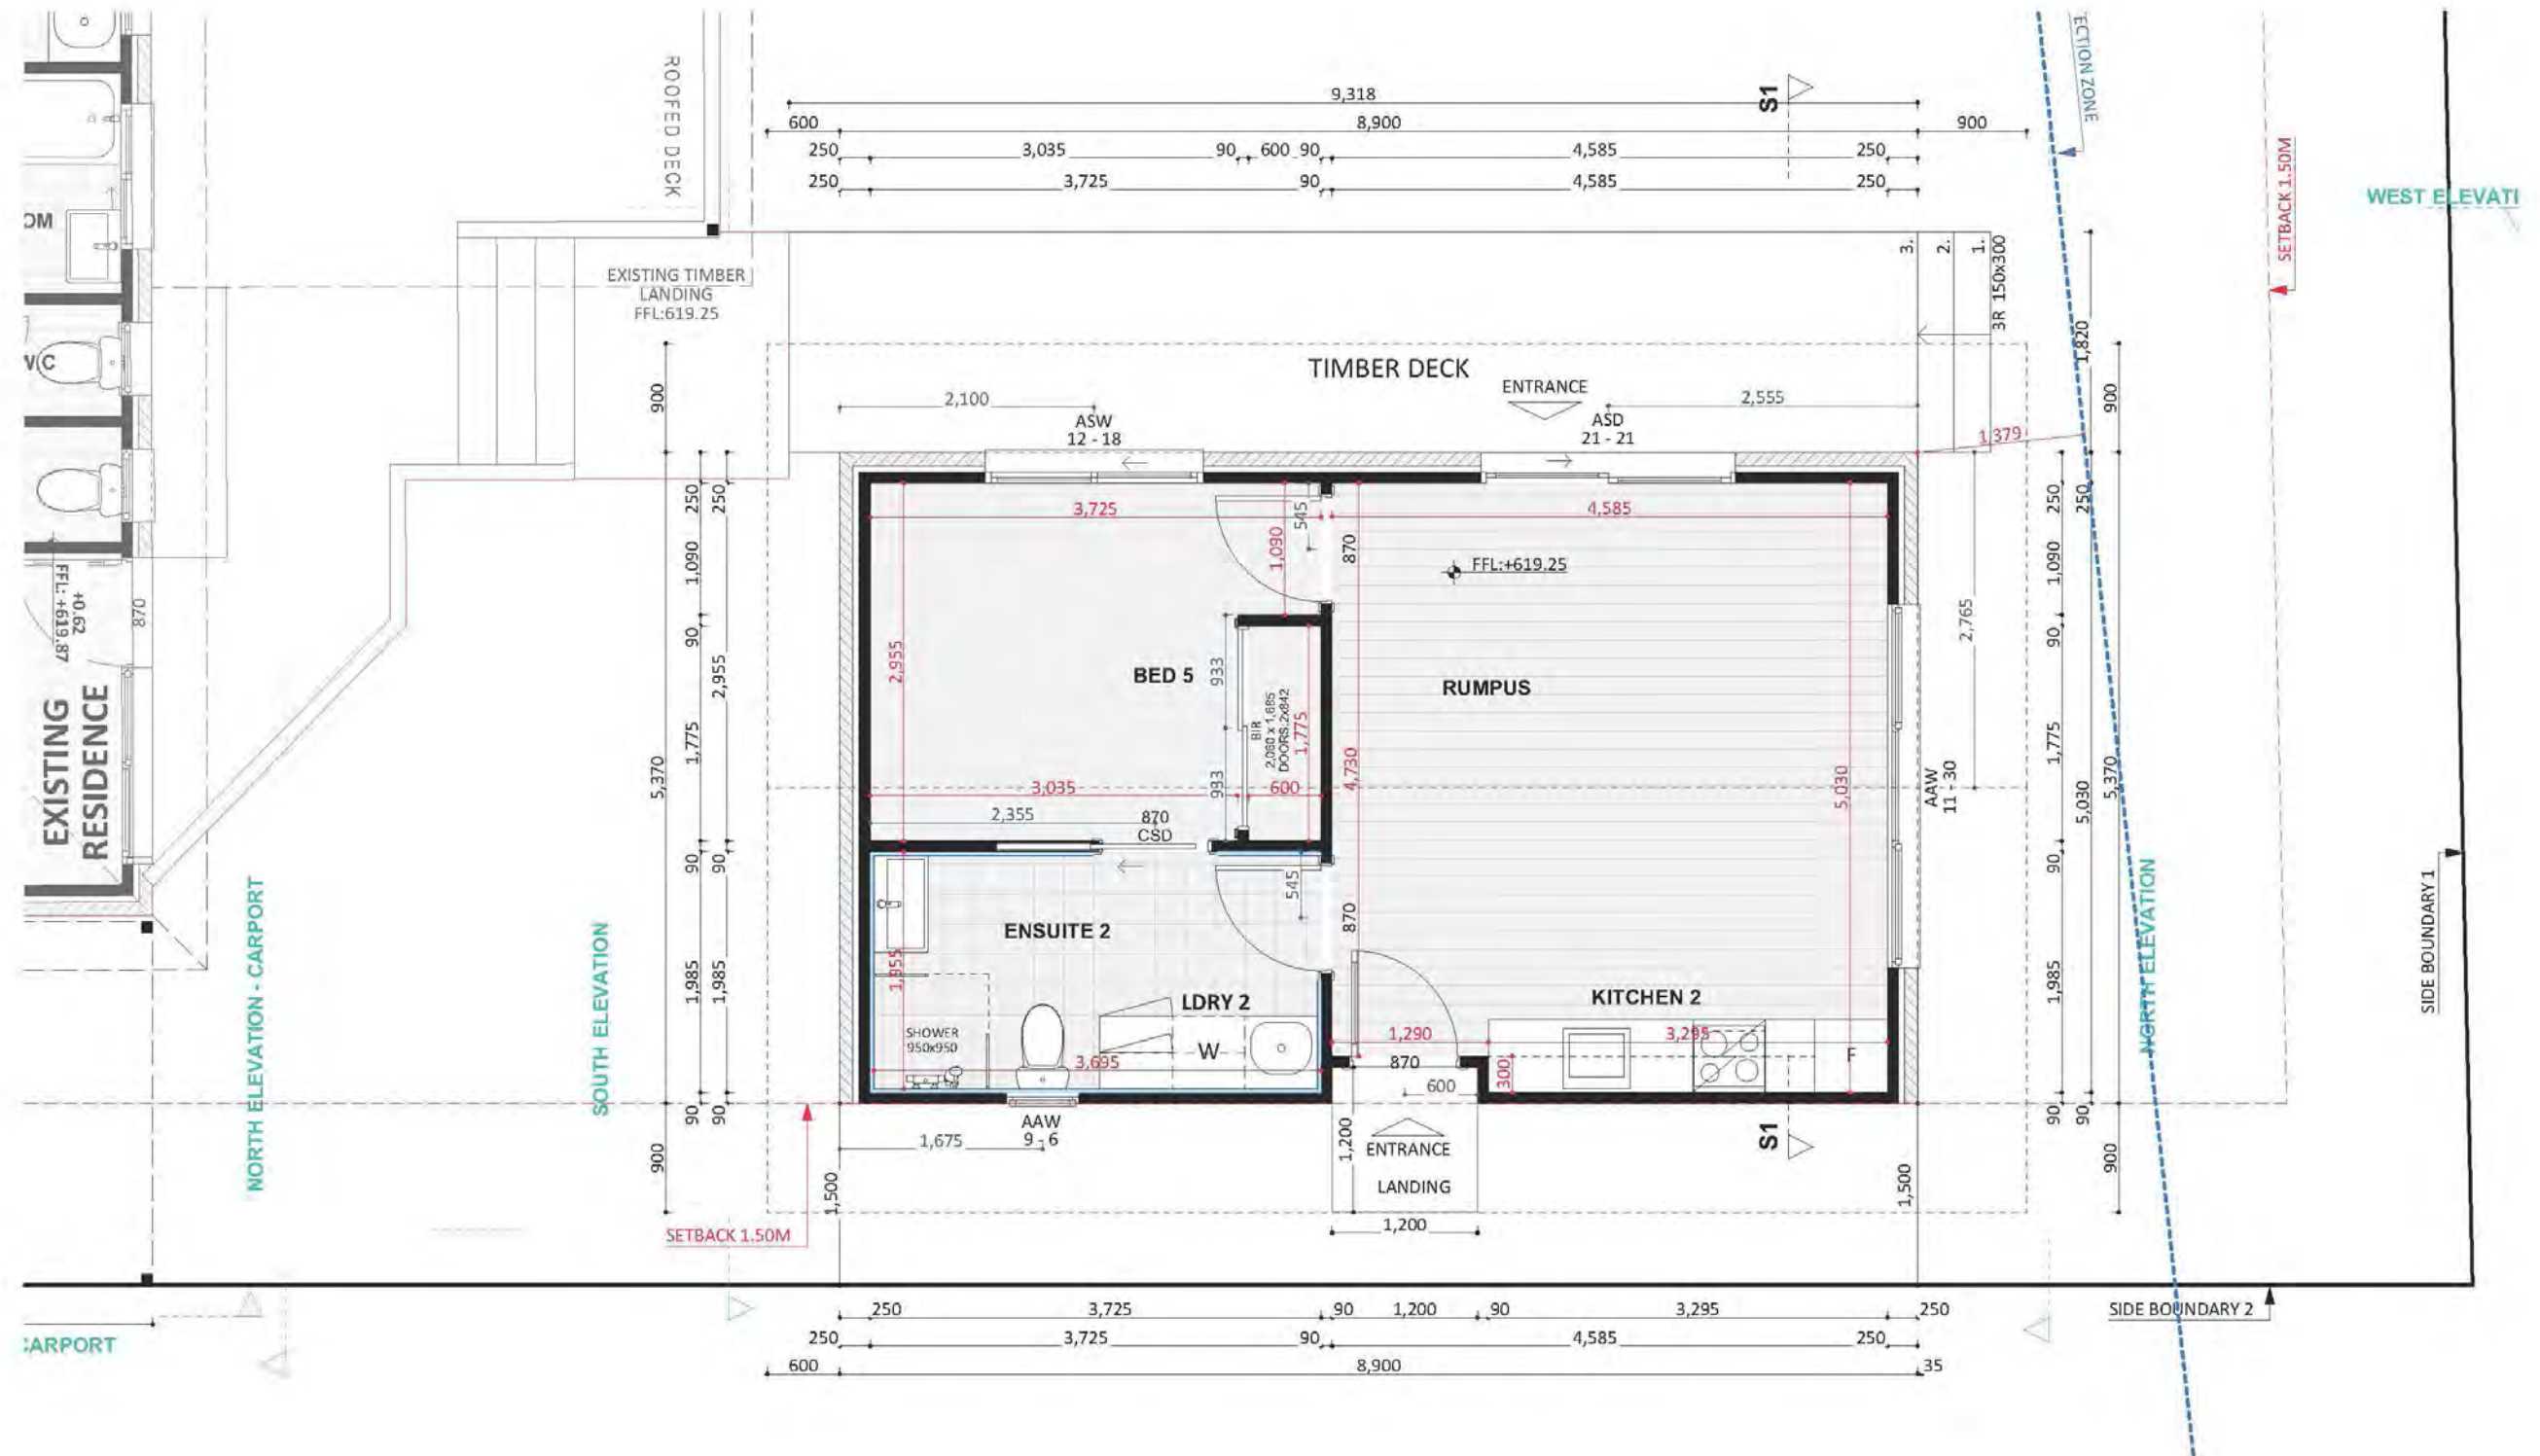 9,318
S1
600
8,900
900
250
3,035
90
600
90
4,585
250
250
3,725
90
4,585
250
ROOFED DECK
ECTION ZONE
SETBACK 1.50M
WEST ELEVATI
OM
EXISTING TIMBER
LANDING
FFL:619.25
3.
2.
1.
3R 150x300
1,820
TIMBER DECK
ENTRANCE
900
2,100
2,555
900
ASW
12 - 18
ASD
21 - 21
1,379
W/C
250
250
3,725
545
4,585
250
250
1,090
1,090
870
FFL:+619.25
1,090
2,765
FFL: +619.87
+0.62
870
90
2,955
2,955
BED 5
933
BIR
2,060 x 1,685
DOORS:2x842
1,775
RUMPUS
90
EXISTING
RESIDENCE
5,370
1,775
3,035
933
600
4,730
5,030
AAW
11 - 30
1,775
5,030
5,370
2,355
870
CSD
90
90
545
870
90
ENSUITE 2
NORTH ELEVATION - CARPORT
SOUTH ELEVATION
1,985
1,985
1,955
LDRY 2
KITCHEN 2
1,985
NORTH ELEVATION
SIDE BOUNDARY 1
SHOWER
950x950
3,695
W
1,290
870
600
300
3,295
F
90
90
AAW
9 - 6
1,675
1,200
ENTRANCE
LANDING
S1
90
90
900
1,500
1,500
900
SETBACK 1.50M
1,200
250
3,725
90
1,200
90
3,295
250
SIDE BOUNDARY 2
250
3,725
90
4,585
250
CARPORT
600
8,900
35